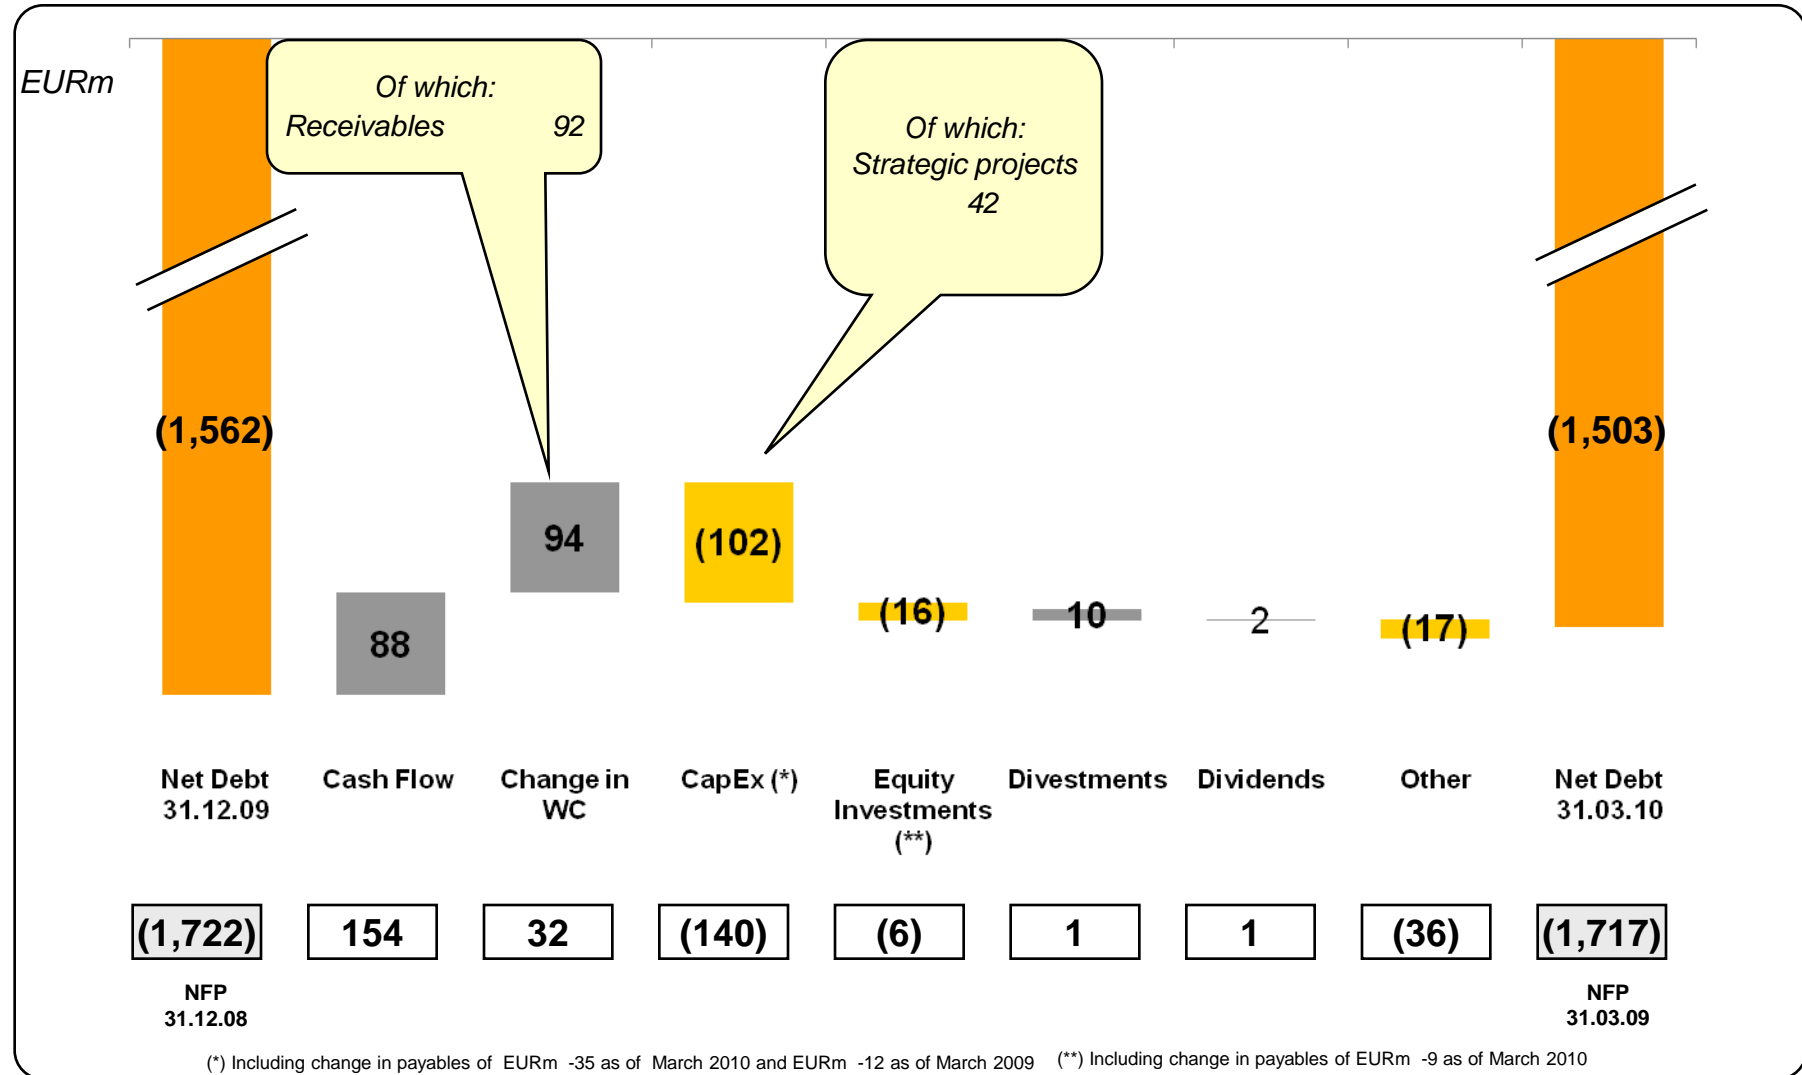 EURm
Of which:
Receivables 92
Of which:
Strategic projects
42
(1,562)
88
94
(102)
(16)
10
2
(17)
(1,503)
Net Debt
31.12.09
Cash Flow
Change in
WC
CapEx (*)
Equity
Investments
(**)
Divestments
Dividends
Other
Net Debt
31.03.10
(1,722)
154
32
(140)
(6)
1
1
(36)
(1,717)
NFP
31.12.08
NFP
31.03.09
(*) Including change in payables of EURm -35 as of March 2010 and EURm -12 as of March 2009
(**) Including change in payables of EURm -9 as of March 2010